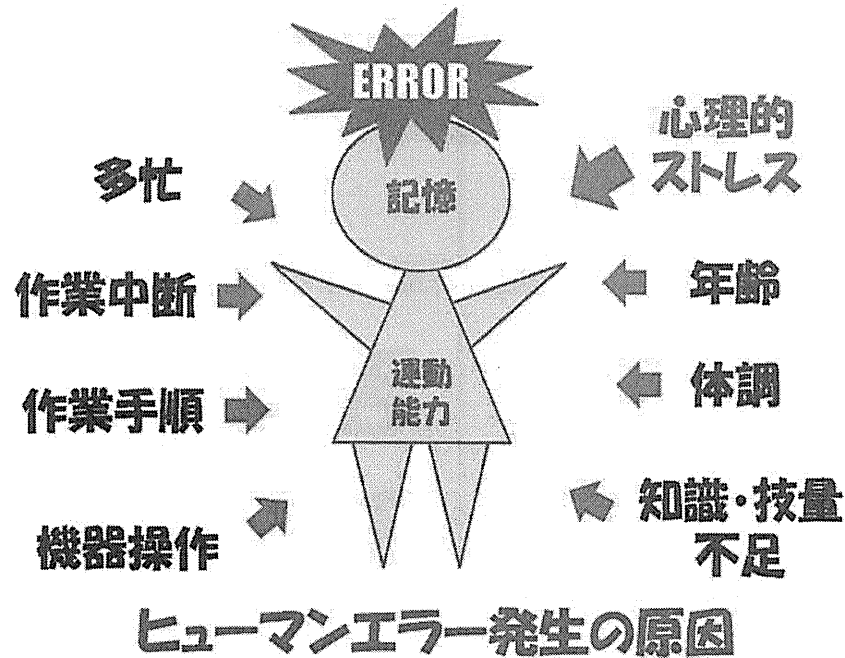 ERROR
心理的
ストレス
多忙
記憶
作業中断
年齢
運動
能力
体調
作業手順
知識・技量
不足
機器操作
ヒューマンエラー発生の原因